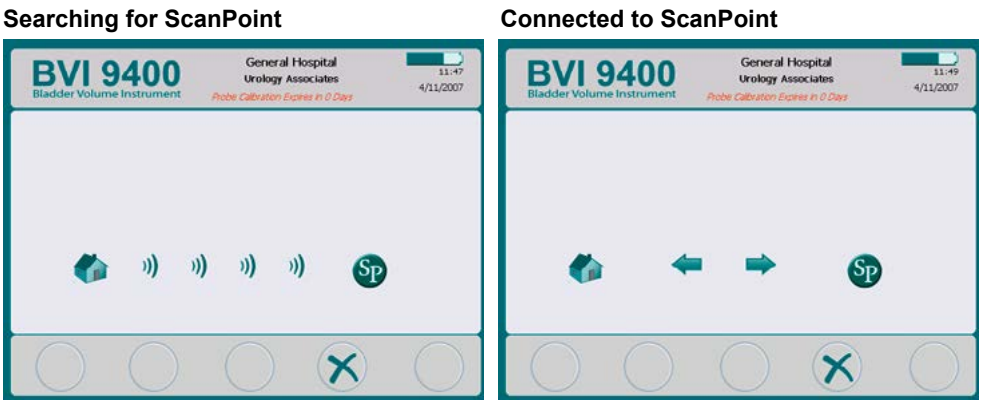 Searching for ScanPoint
BVI 9400
Bladder Volume Instrument
General Hospital
Urology Associates
Probe Calibration Expires in 0 Days
11:47
4/11/2007
SP
Connected to ScanPoint
BVI 9400
Bladder Volume Instrument
General Hospital
Urology Associates
Probe Calibration Expires in 0 Days
11:49
4/11/2007
SP